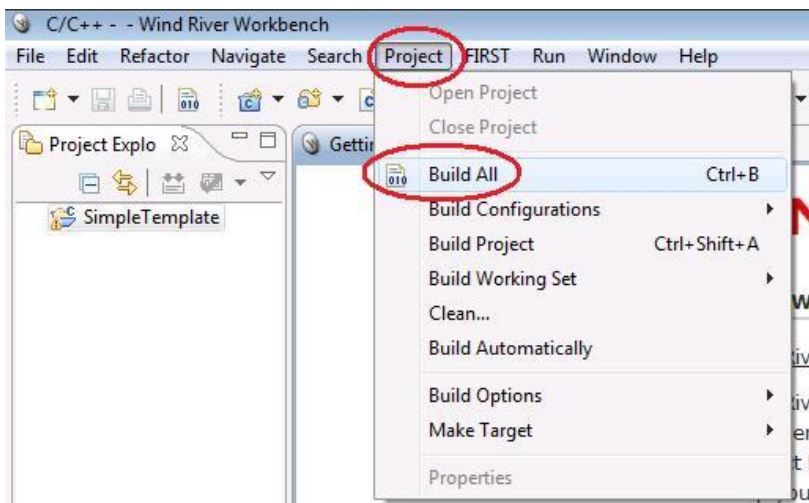 C/C++ - - Wind River Workbench
File Edit Refactor Navigate Search Project FIRST Run Window Help
Project Explo
SimpleTemplate
Open Project
Close Project
Build All Ctrl+B
Build Configurations
Build Project Ctrl+Shift+A
Build Working Set
Clean...
Build Automatically
Build Options
Make Target
Properties